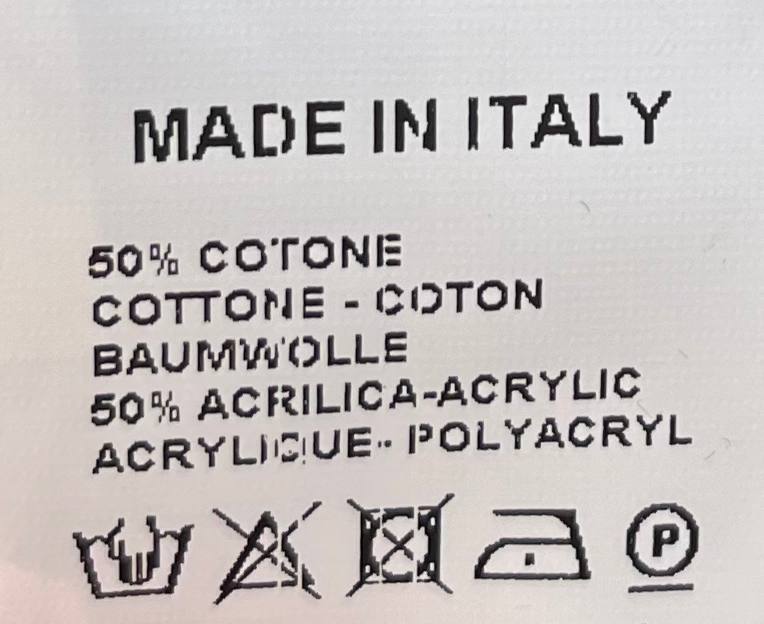 MADE IN ITALY
50% COTONE
COTTONE - COTON
BAUMWOLLE
50% ACRILICA-ACRYLIC
ACRYLIQUE - POLYACRYL
P